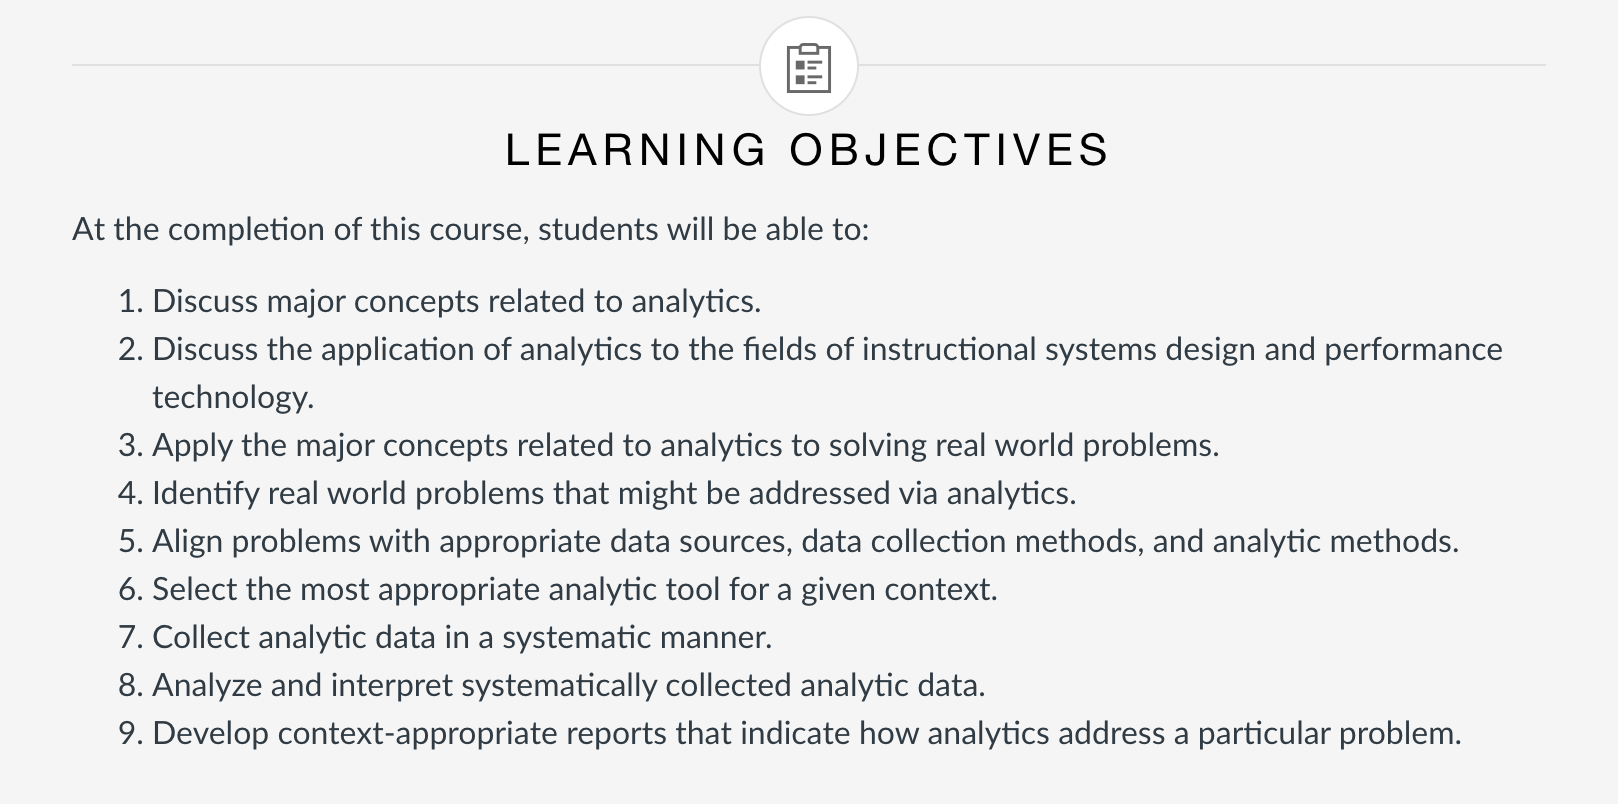 LEARNING OBJECTIVES
At the completion of this course, students will be able to:
1. Discuss major concepts related to analytics.
2. Discuss the application of analytics to the fields of instructional systems design and performance
technology.
3. Apply the major concepts related to analytics to solving real world problems.
4. Identify real world problems that might be addressed via analytics.
5. Align problems with appropriate data sources, data collection methods, and analytic methods.
6. Select the most appropriate analytic tool for a given context.
7. Collect analytic data in a systematic manner.
8. Analyze and interpret systematically collected analytic data.
9. Develop context-appropriate reports that indicate how analytics address a particular problem.